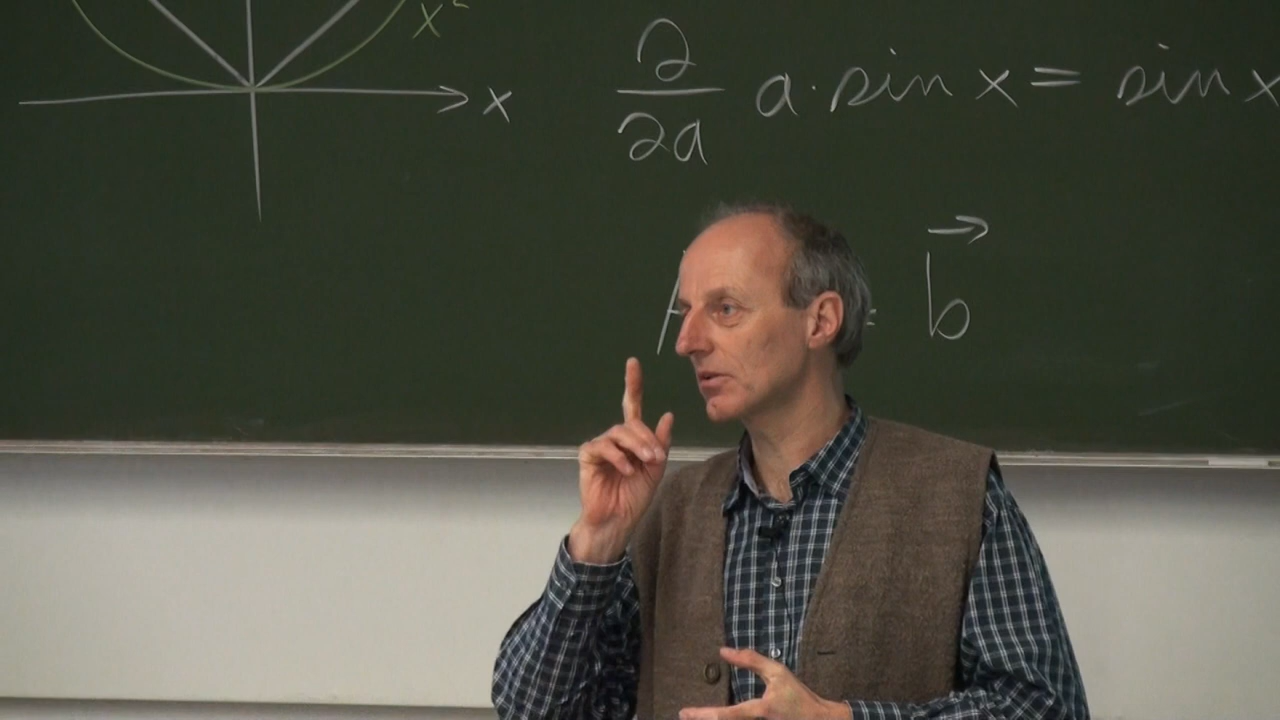 x²
x
∂/∂a a·sin x = sin x
= b⃗